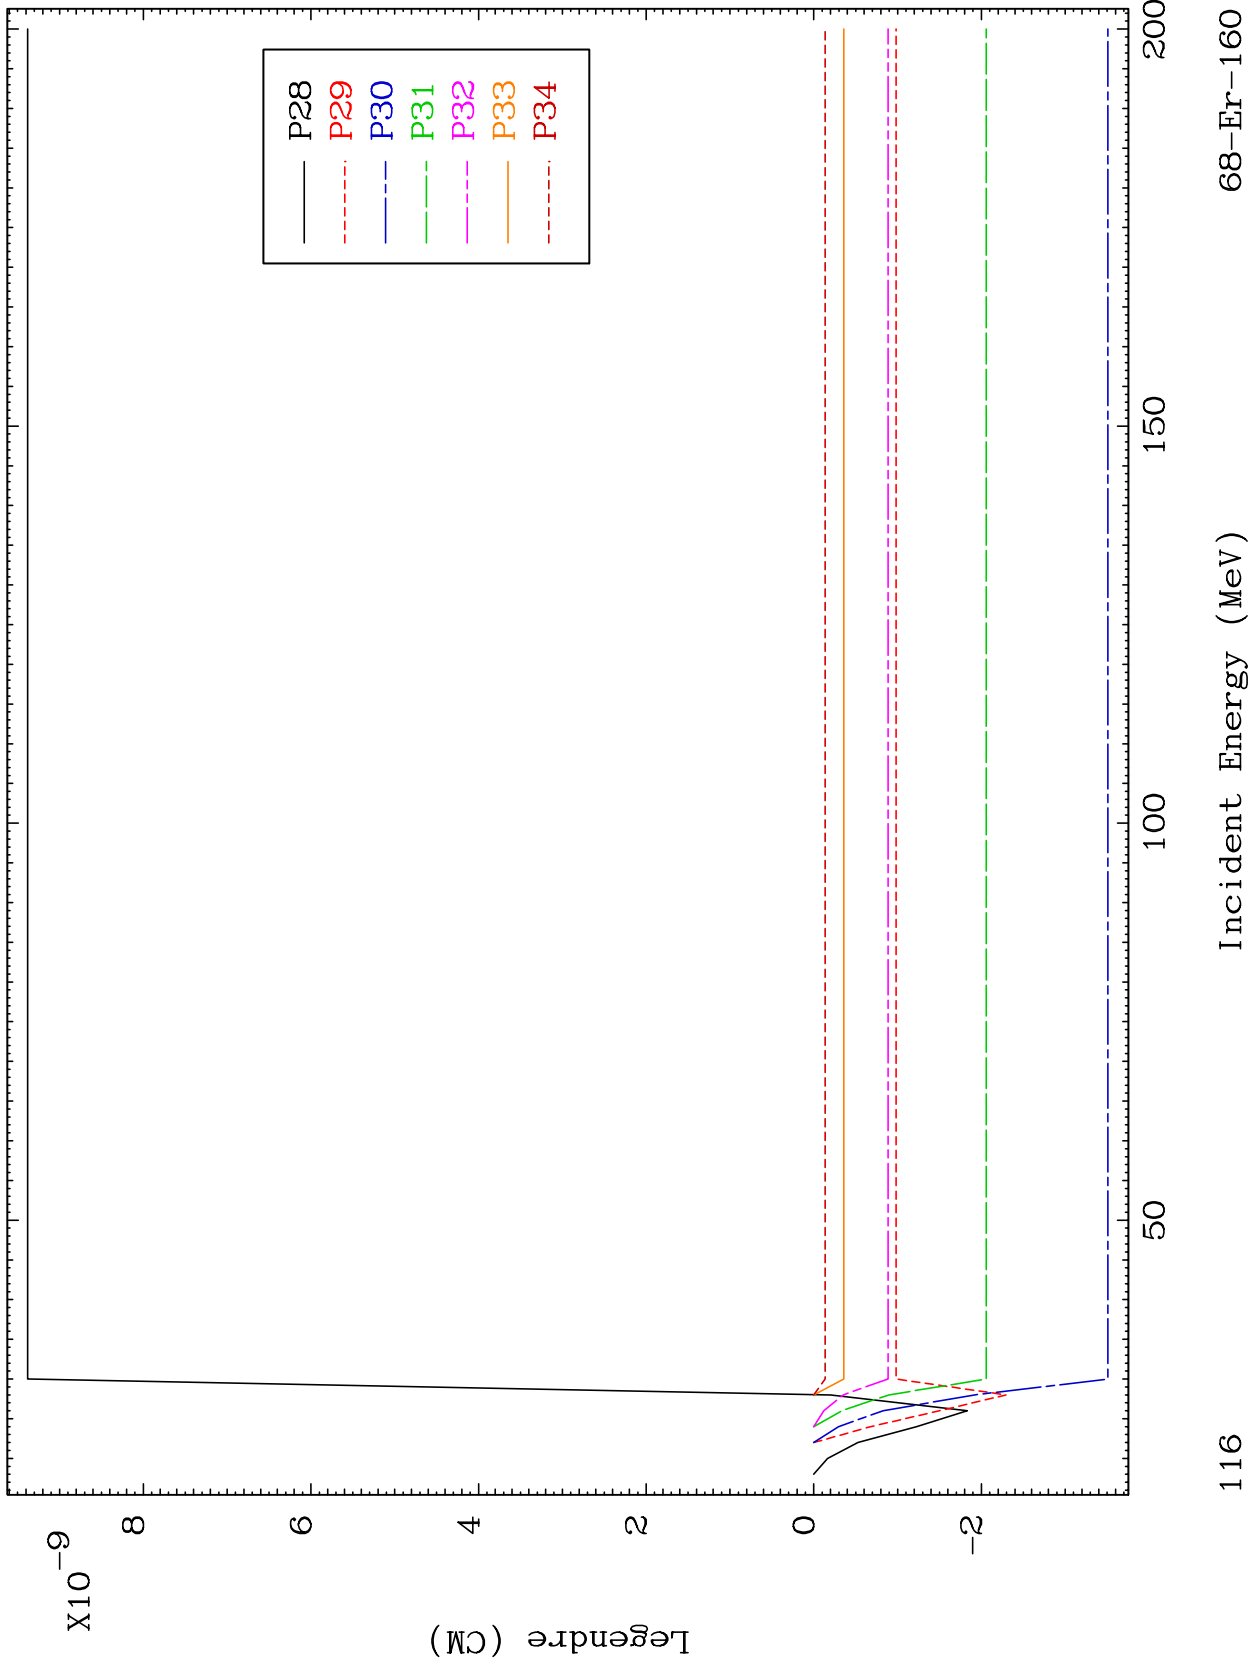 X10-9
8
6
4
2
0
-2
Legendre (CM)
P28
P29
P30
P31
P32
P33
P34
50
100
150
200
Incident Energy (MeV)
116
68-Er-160